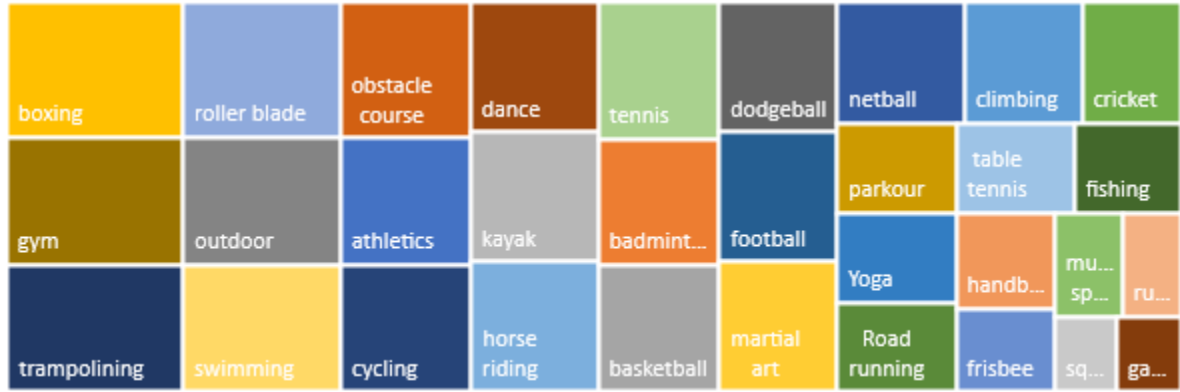 boxing
roller blade
obstacle
course
dance
tennis
dodgeball
netball
climbing
cricket
parkour
table
tennis
fishing
gym
outdoor
athletics
kayak
badmint...
football
Yoga
handb...
mu...
sp...
ru...
trampolining
swimming
cycling
horse
riding
basketball
martial
art
Road
running
frisbee
sq...
ga...